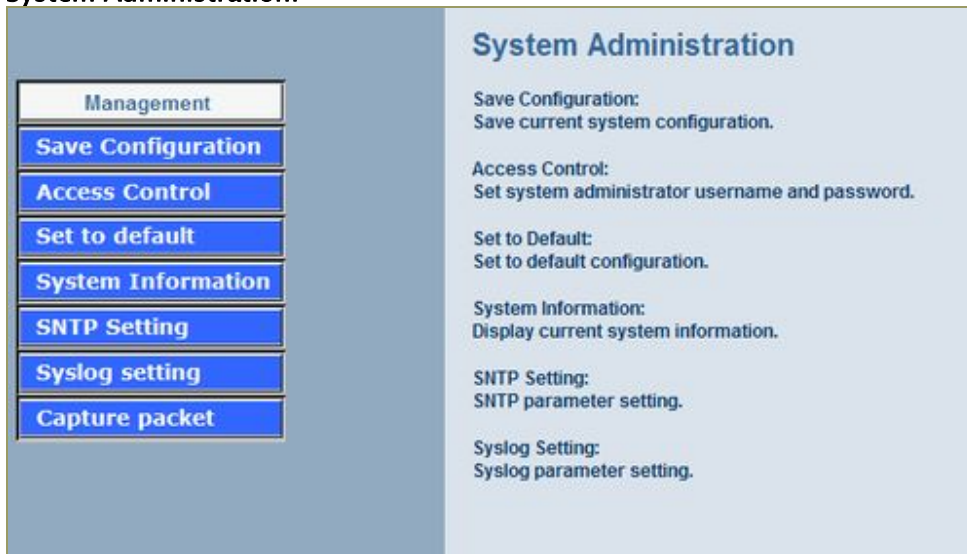 System Administration:
Management
Save Configuration
Access Control
Set to default
System Information
SNTP Setting
Syslog setting
Capture packet
System Administration
Save Configuration:
Save current system configuration.
Access Control:
Set system administrator username and password.
Set to Default:
Set to default configuration.
System Information:
Display current system information.
SNTP Setting:
SNTP parameter setting.
Syslog Setting:
Syslog parameter setting.